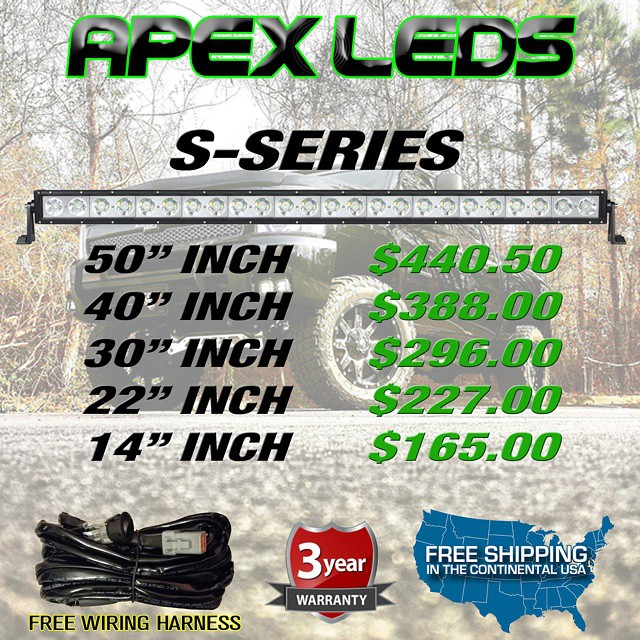 APEX LEDS
S-SERIES
50” INCH $440.50
40” INCH $388.00
30” INCH $296.00
22” INCH $227.00
14” INCH $165.00
FREE WIRING HARNESS
3 year
WARRANTY
FREE SHIPPING
IN THE CONTINENTAL USA